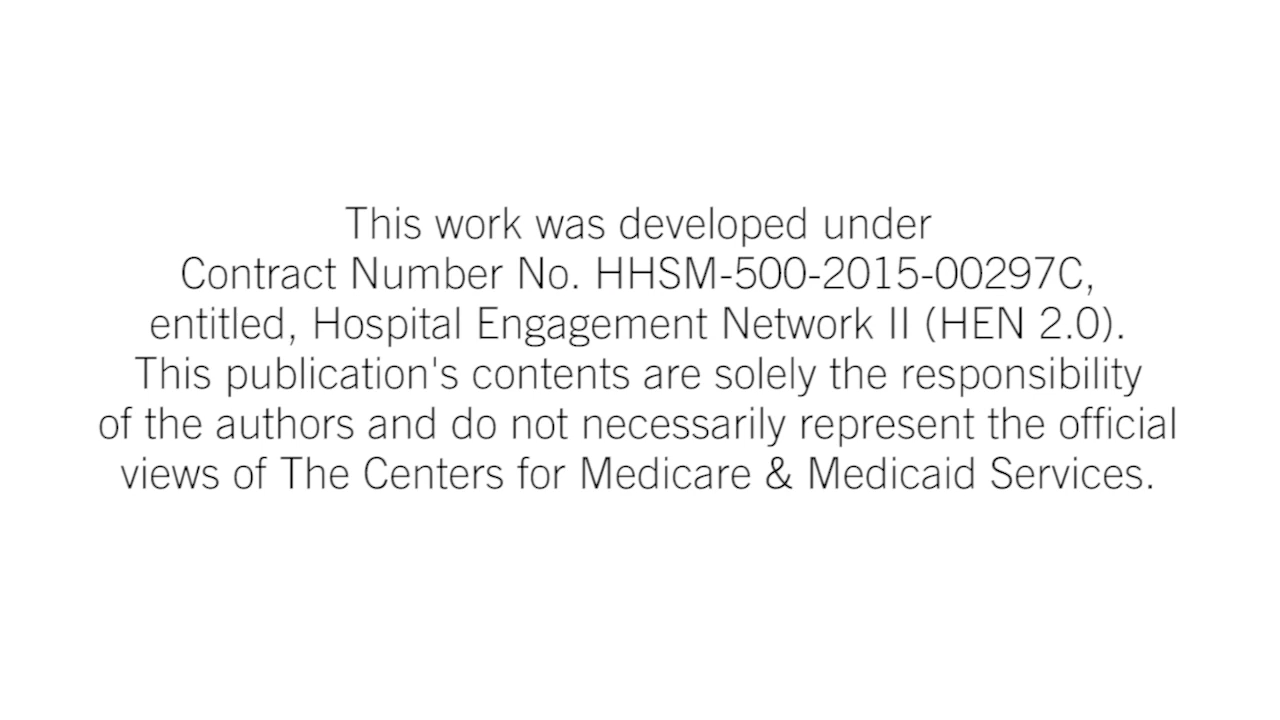 This work was developed under
Contract Number No. HHSM-500-2015-00297C,
entitled, Hospital Engagement Network II (HEN 2.0).
This publication's contents are solely the responsibility
of the authors and do not necessarily represent the official
views of The Centers for Medicare & Medicaid Services.